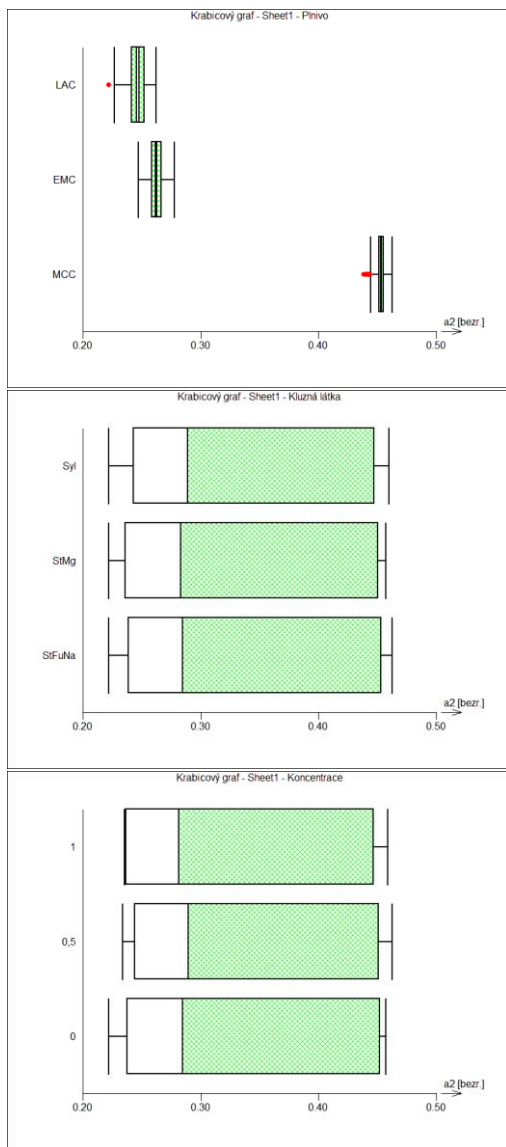 Krabicový graf - Sheet1 - Plnivo
LAC
EMC
MCC
a2 [bezr.]
0.20 0.30 0.40 0.50
Krabicový graf - Sheet1 - Kluzná látka
Syl
StMg
StFuNa
a2 [bezr.]
0.20 0.30 0.40 0.50
Krabicový graf - Sheet1 - Koncentrace
1
0,5
0
a2 [bezr.]
0.20 0.30 0.40 0.50